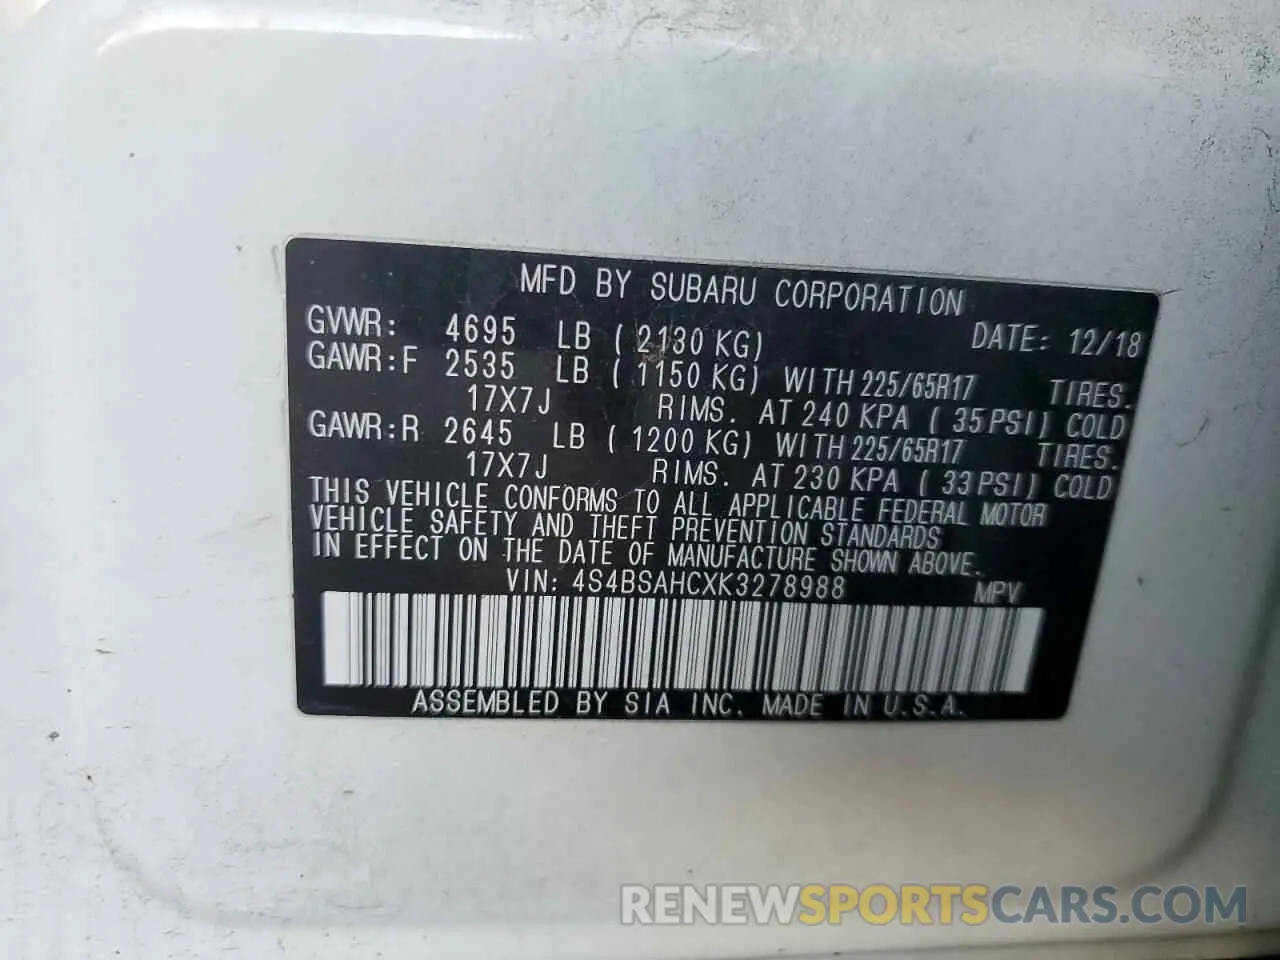 MFD BY SUBARU CORPORATION
GVWR: 4695 LB (2130 KG) DATE: 12/18
GAWR:F 2535 LB (1150 KG) WITH 225/65R17 TIRES.
17X7J RIMS. AT 240 KPA (35 PSI) COLD
GAWR:R 2645 LB (1200 KG) WITH 225/65R17 TIRES.
17X7J RIMS. AT 230 KPA (33 PSI) COLD
THIS VEHICLE CONFORMS TO ALL APPLICABLE FEDERAL MOTOR
VEHICLE SAFETY AND THEFT PREVENTION STANDARDS
IN EFFECT ON THE DATE OF MANUFACTURE SHOWN ABOVE.
VIN: 4S4BSAHCXK3278988 MPV
ASSEMBLED BY SIA INC. MADE IN U.S.A.
RENEWSPORTSCARS.COM